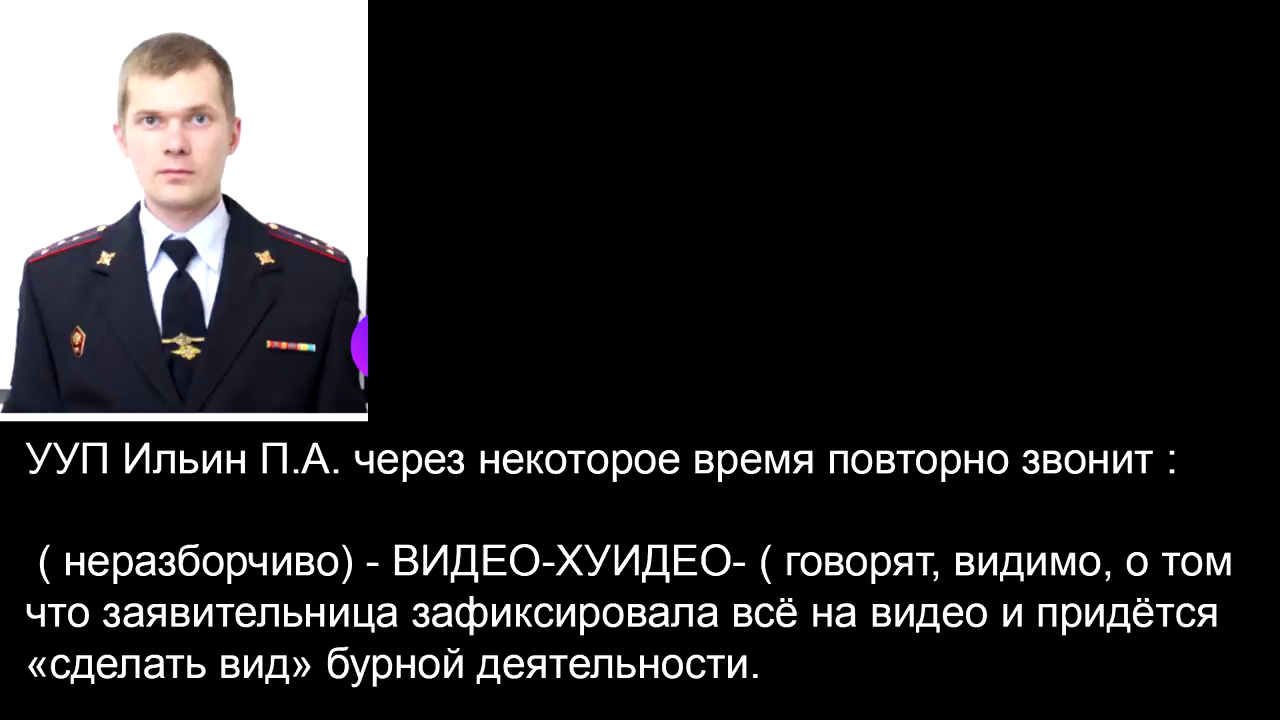 УУП Ильин П.А. через некоторое время повторно звонит :
( неразборчиво) - ВИДЕО-ХУИДЕО- ( говорят, видимо, о том
что заявительница зафиксировала всё на видео и придётся
«сделать вид» бурной деятельности.